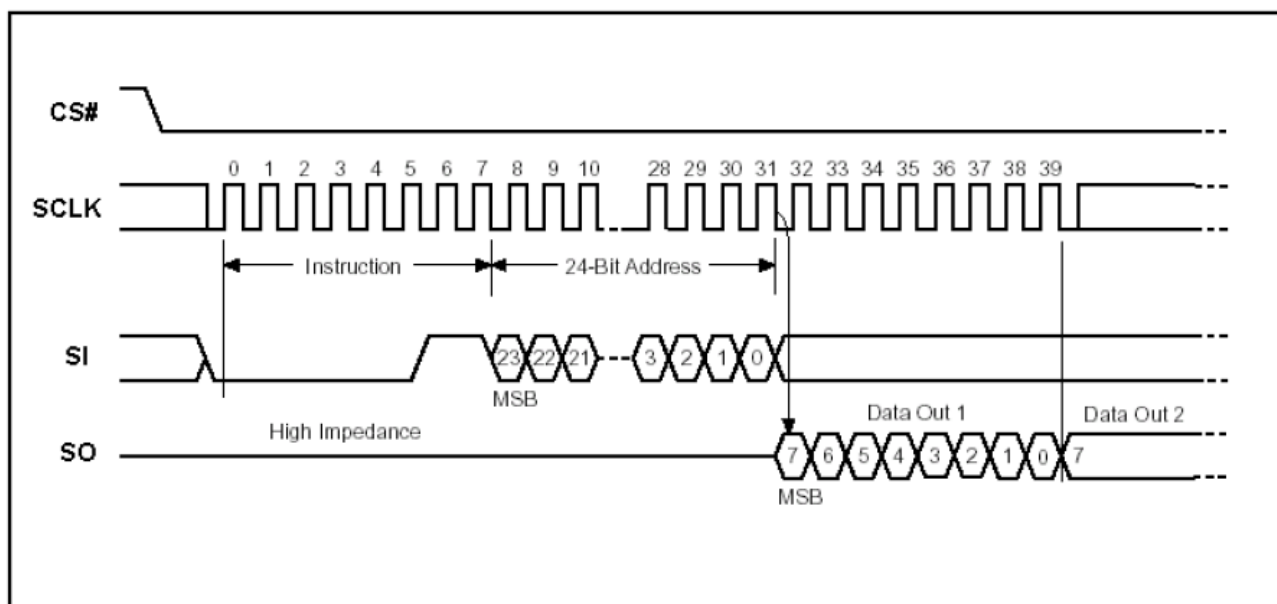 CS#
0 1 2 3 4 5 6 7 8 9 10 28 29 30 31 32 33 34 35 36 37 38 39
SCLK
Instruction 24-Bit Address
SI 23 22 21 3 2 1 0
MSB
High Impedance Data Out 1 Data Out 2
SO 7 6 5 4 3 2 1 0 7
MSB